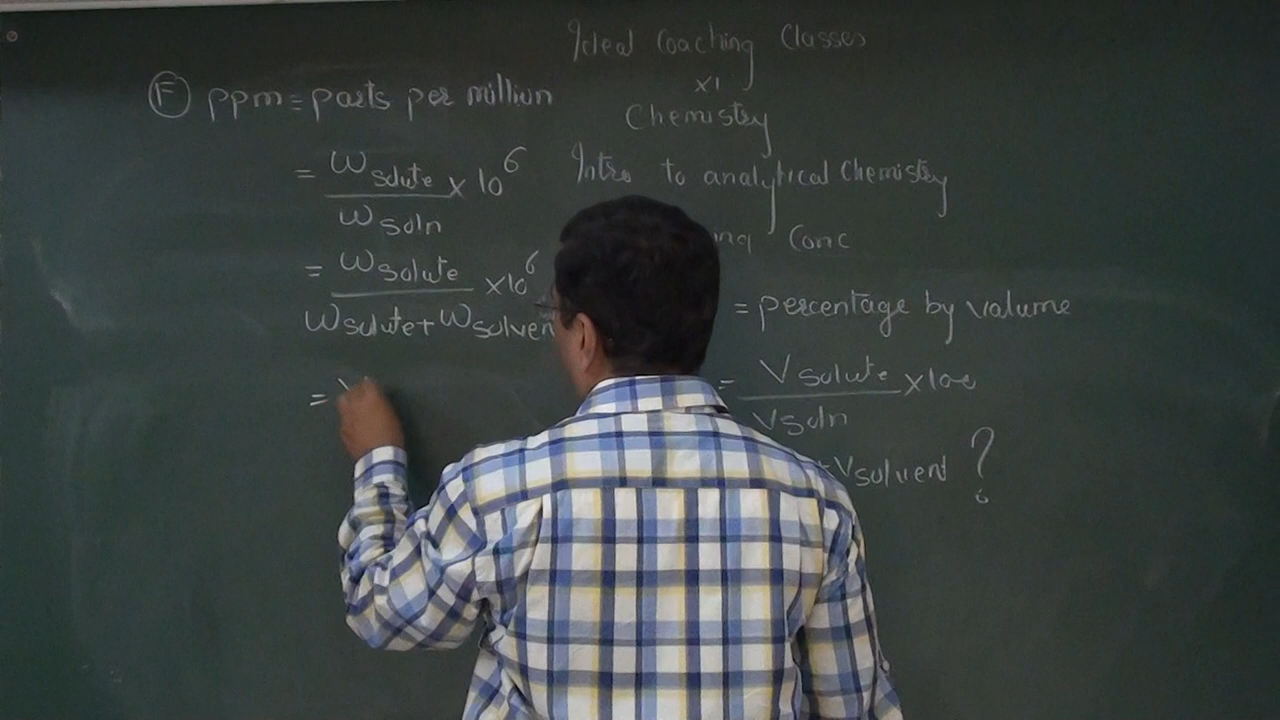 Ideal Coaching Classes
XI
Chemistry
Intro to analytical Chemistry
Conc
F ppm = parts per million
= W solute × 10⁶
W soln
= W solute × 10⁶
W solute + W solven
= V
= percentage by volume
= V solute × 100
V soln
+ V solvent ?